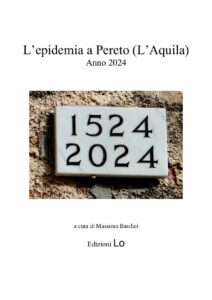 L'epidemia a Pereto (L'Aquila)
Anno 2024
1524
2024
a cura di Massimo Basilici
Edizioni Lo